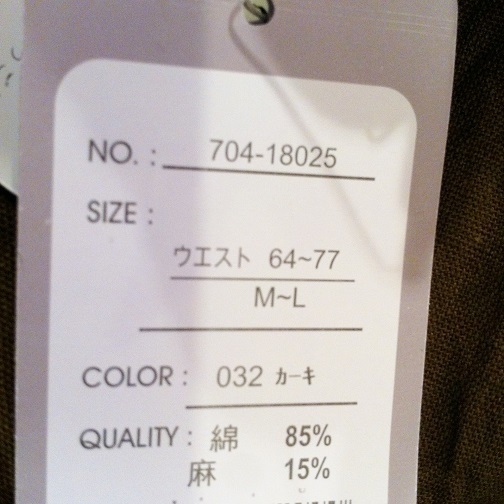 NO. : 704-18025
SIZE :
ウエスト 64~77
M~L
COLOR : 032 カーキ
QUALITY : 綿 85%
麻 15%